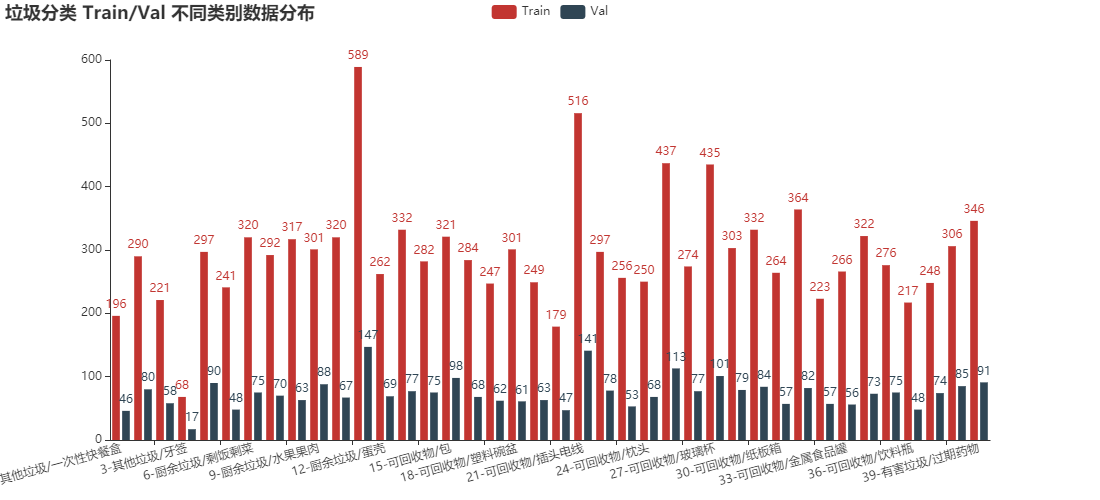 垃圾分类 Train/Val 不同类别数据分布
Train Val
600
500
400
300
200
100
0
196 290 221 68 297 241 320 292 317 301 320 589 262 332 282 321 284 247 301 249 179 516 297 256 250 437 274 435 303 332 264 364 223 266 322 276 217 248 306 346
46 80 58 17 90 48 75 70 63 88 67 147 69 77 75 98 68 62 61 63 47 141 78 53 68 113 77 101 79 84 57 82 57 56 73 75 48 74 85 91
其他垃圾/一次性快餐盒
3-其他垃圾/牙签
6-厨余垃圾/剩饭剩菜
9-厨余垃圾/水果果肉
12-厨余垃圾/蛋壳
15-可回收物/包
18-可回收物/塑料碗盆
21-可回收物/插头电线
24-可回收物/枕头
27-可回收物/玻璃杯
30-可回收物/纸板箱
33-可回收物/金属食品罐
36-可回收物/饮料瓶
39-有害垃圾/过期药物